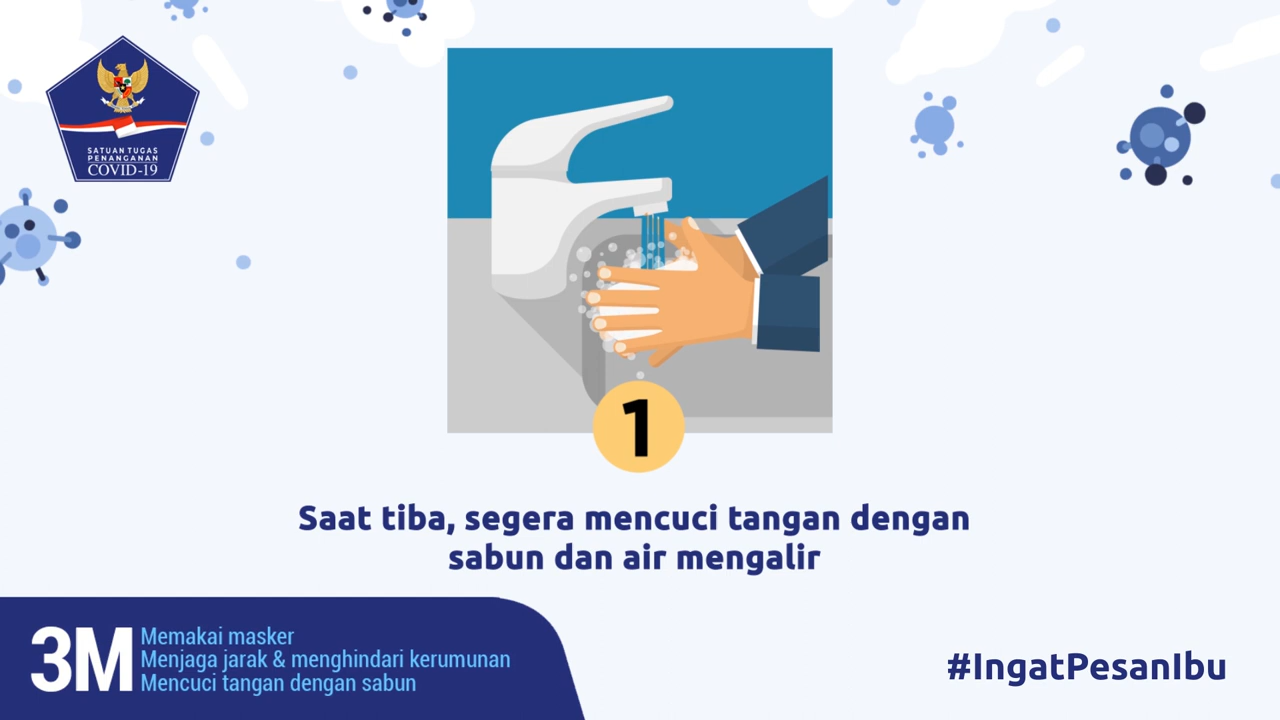 SATUAN TUGAS
PENANGANAN
COVID-19
1
Saat tiba, segera mencuci tangan dengan
sabun dan air mengalir
3M
Memakai masker
Menjaga jarak & menghindari kerumunan
Mencuci tangan dengan sabun
#IngatPesanIbu